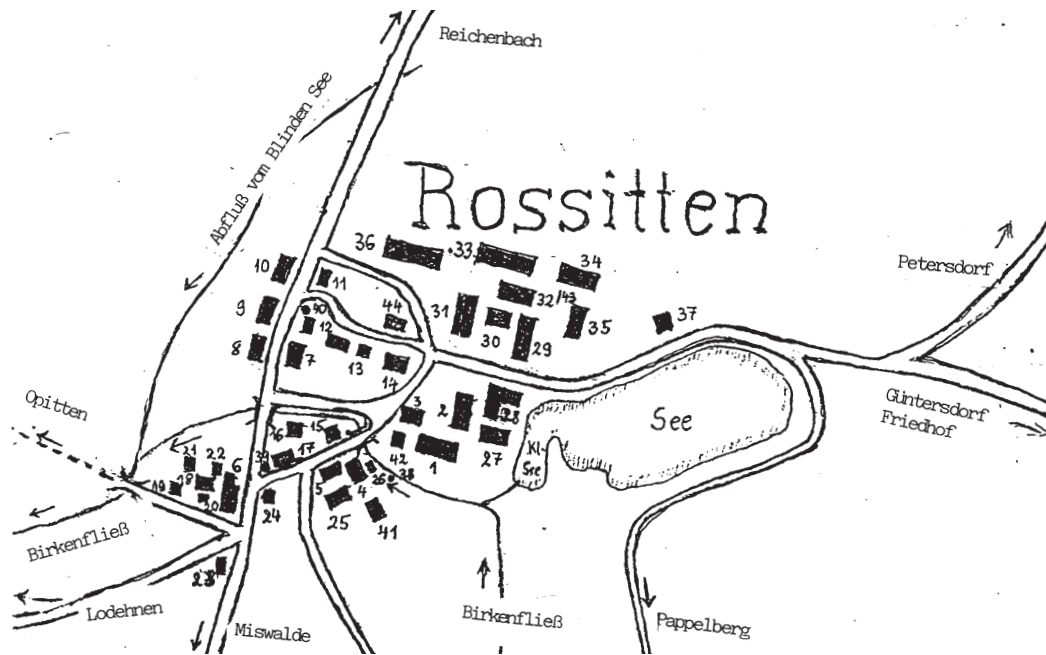 Reichenbach
Abfluß vom Blinden See
Rossitten
36
33
34
10
11
Petersdorf
9
40
44
31
32
/43
35
37
30
29
12
8
7
13
14
Opitten
3
2
28
See
Güntersdorf
Friedhof
16
15
42
1
27
Kl.
See
21
22
6
39
17
19
18
20
24
5
4
26
38
25
41
Birkenfließ
23
Lodehnen
Miswalde
Birkenfließ
Pappelberg